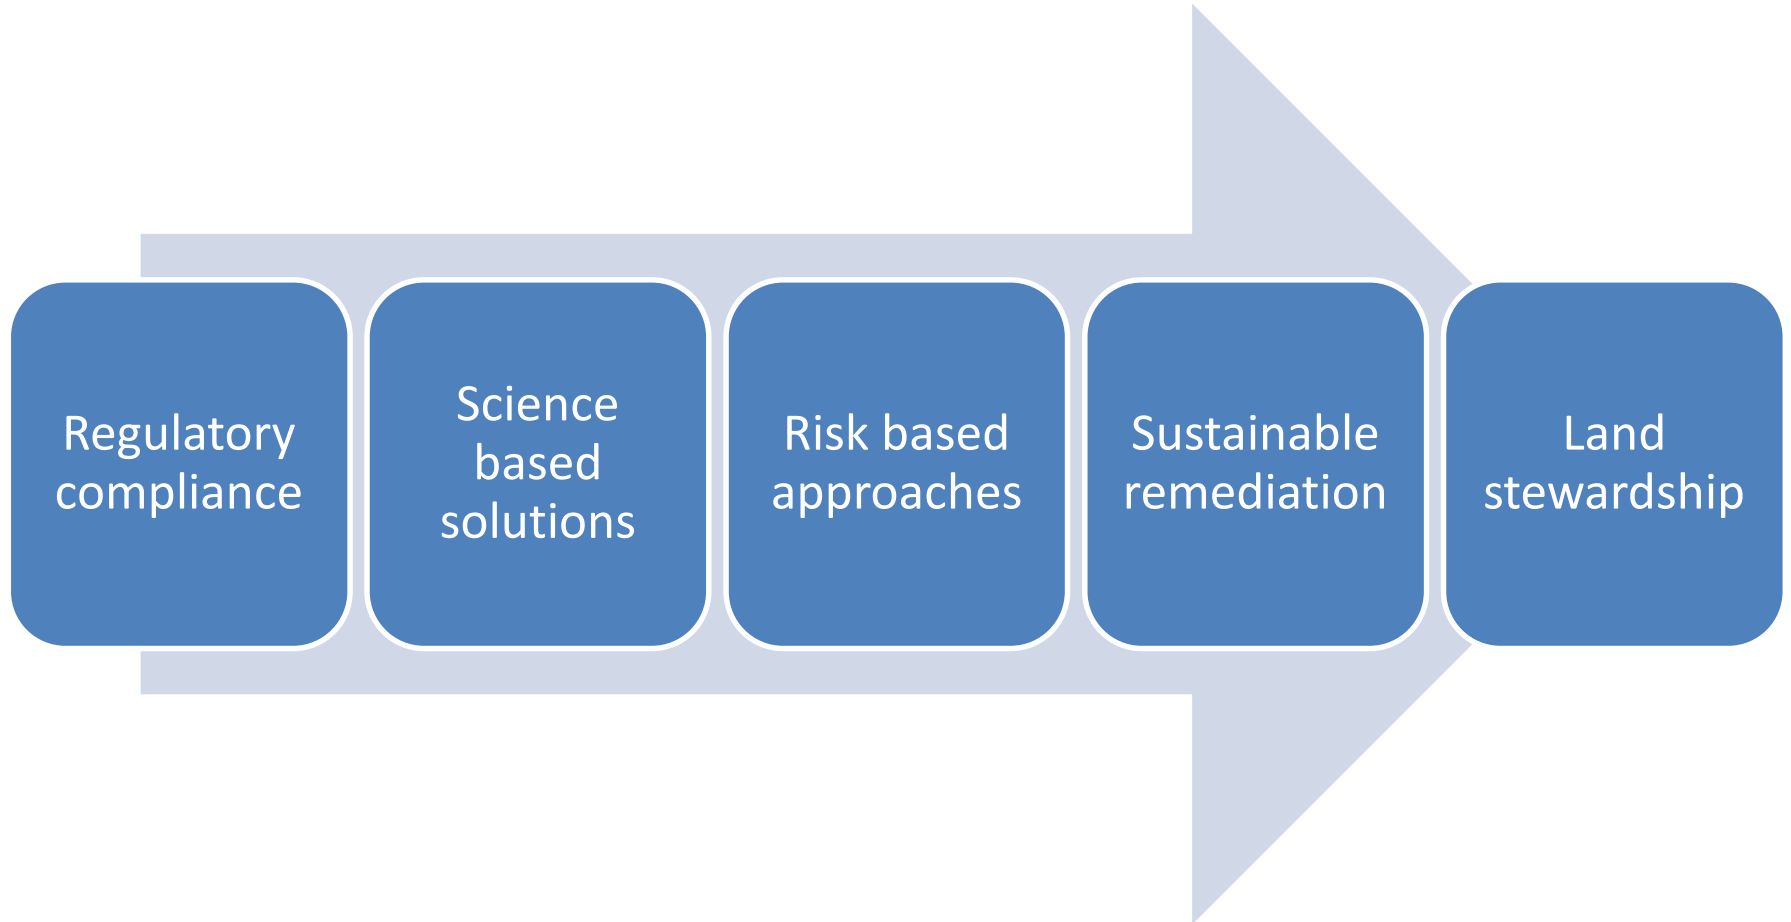 Regulatory
compliance
Science
based
solutions
Risk based
approaches
Sustainable
remediation
Land
stewardship